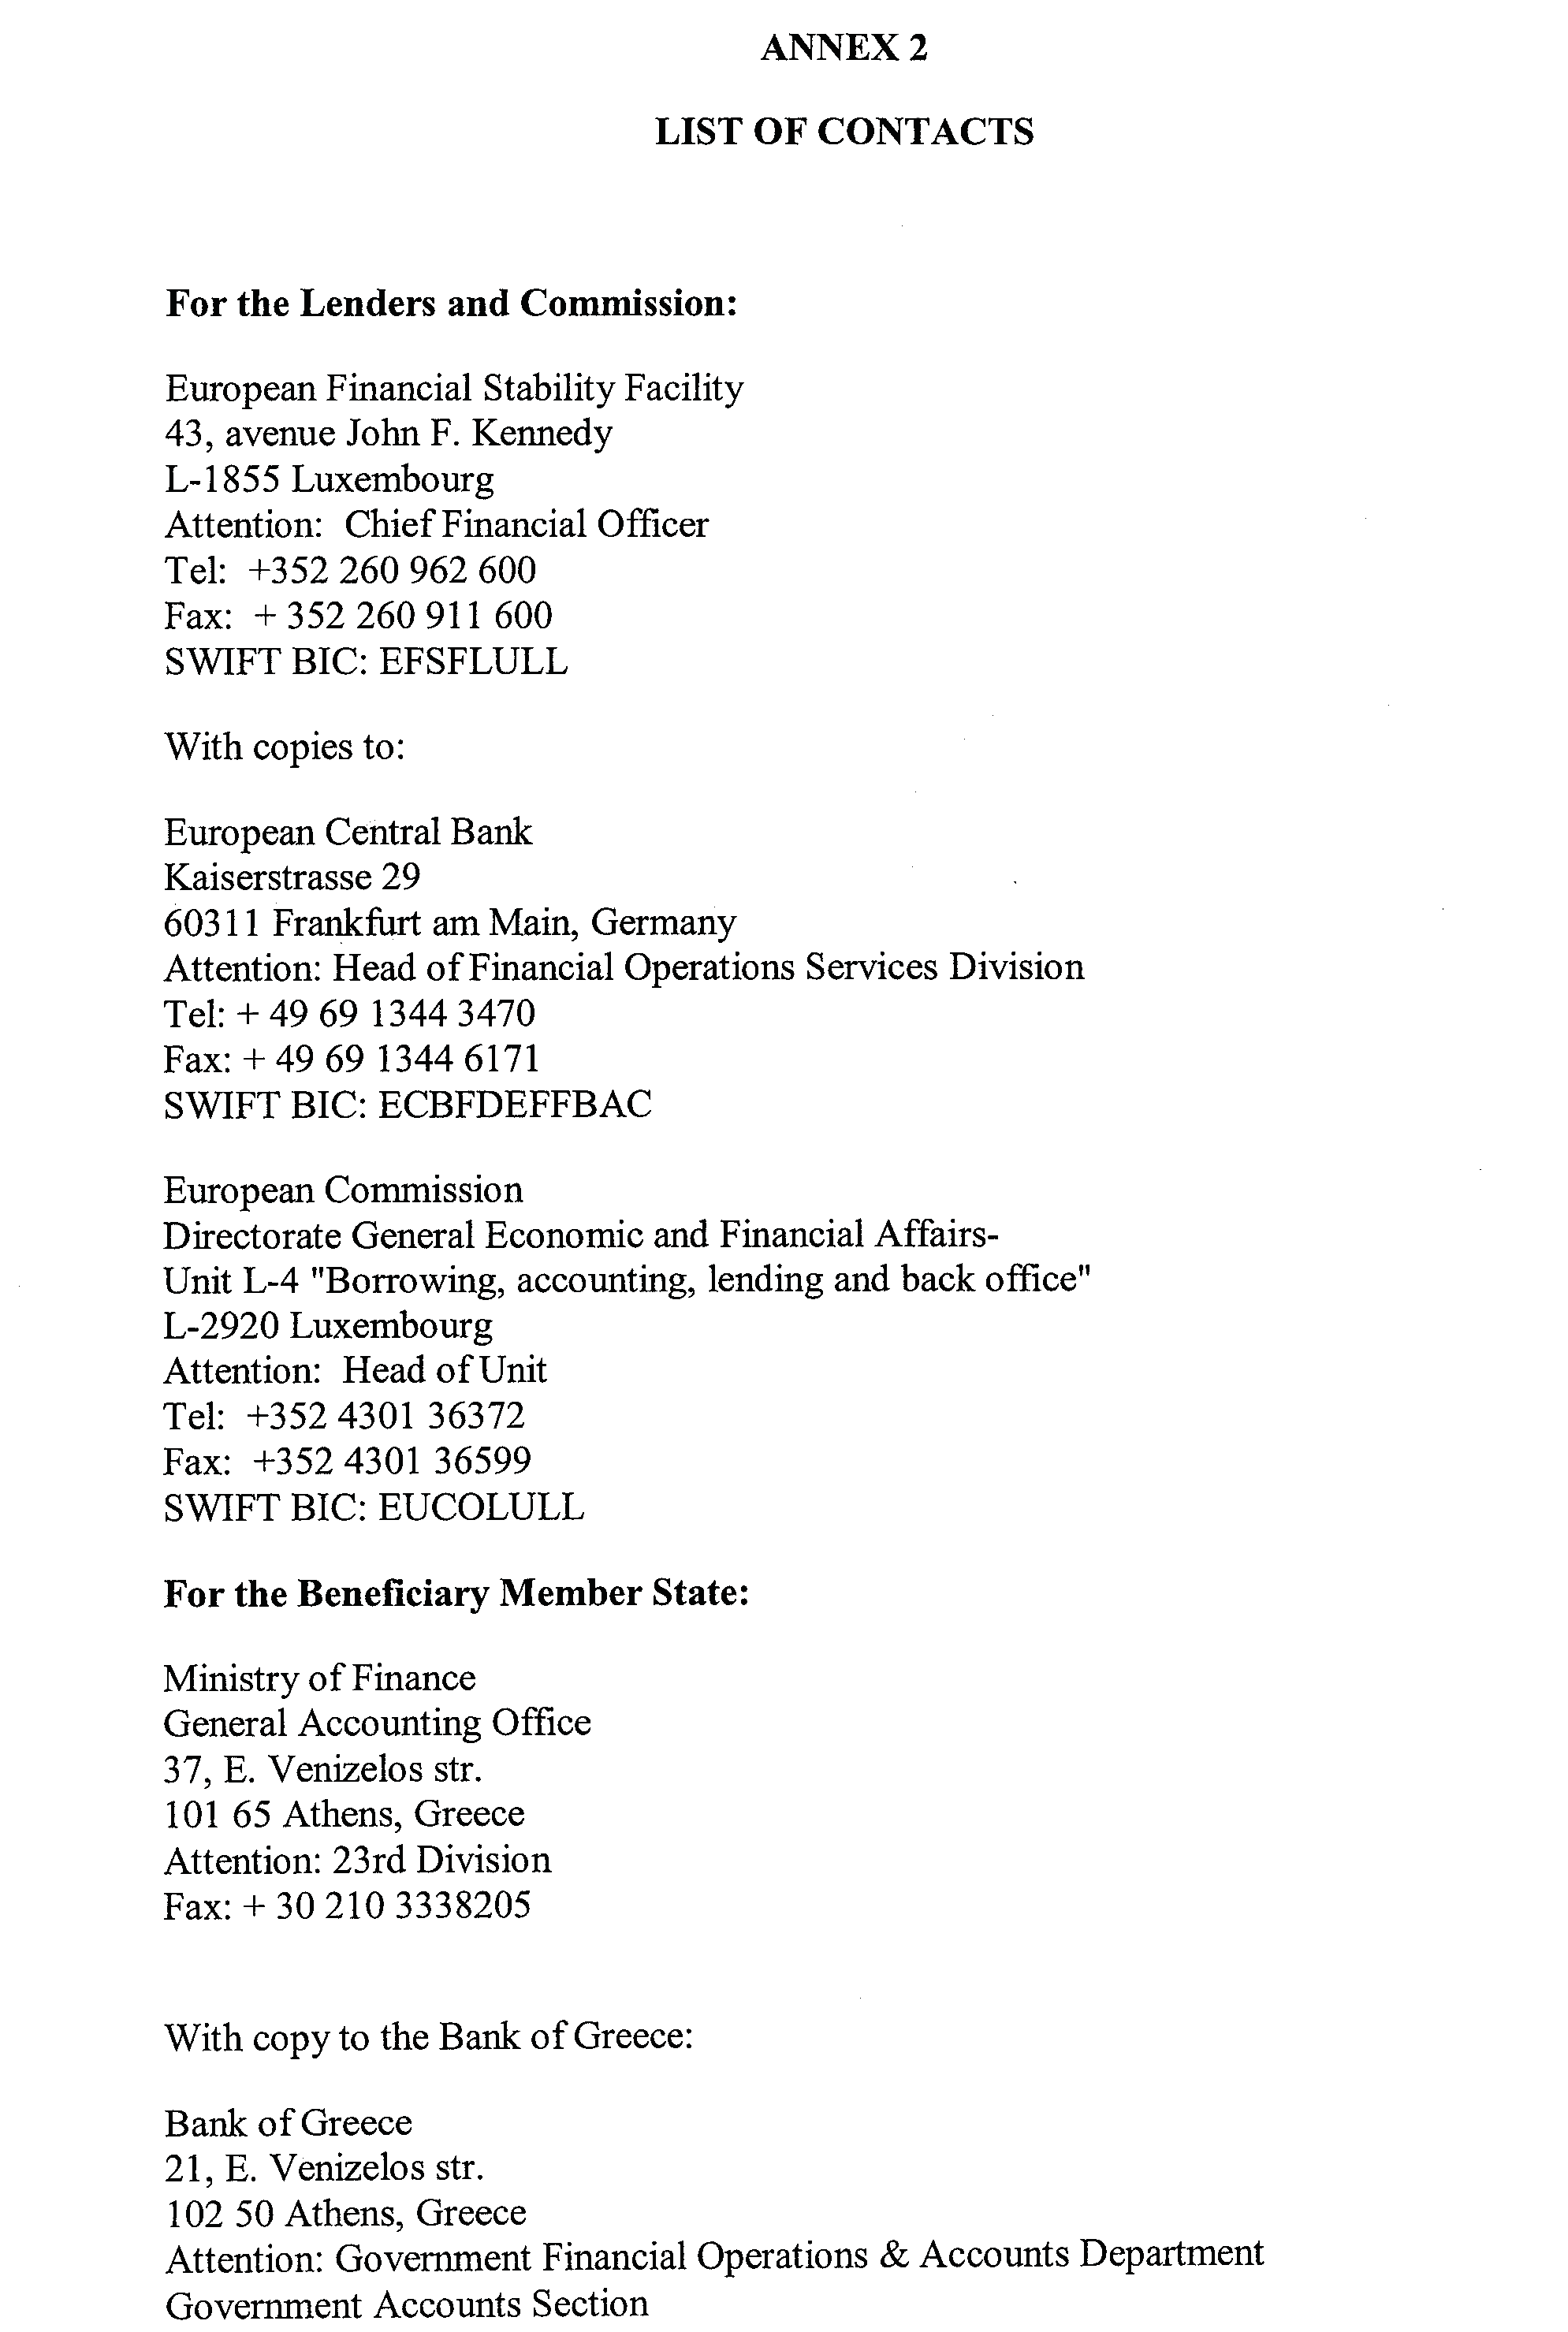 ANNEX 2
LIST OF CONTACTS
For the Lenders and Commission:
European Financial Stability Facility
43, avenue John F. Kennedy
L-1855 Luxembourg
Attention: Chief Financial Officer
Tel: +352 260 962 600
Fax: + 352 260 911 600
SWIFT BIC: EFSFLULL
With copies to:
European Central Bank
Kaiserstrasse 29
60311 Frankfurt am Main, Germany
Attention: Head of Financial Operations Services Division
Tel: + 49 69 1344 3470
Fax: + 49 69 1344 6171
SWIFT BIC: ECBFDEFFBAC
European Commission
Directorate General Economic and Financial Affairs-
Unit L-4 "Borrowing, accounting, lending and back office"
L-2920 Luxembourg
Attention: Head of Unit
Tel: +352 4301 36372
Fax: +352 4301 36599
SWIFT BIC: EUCOLULL
For the Beneficiary Member State:
Ministry of Finance
General Accounting Office
37, E. Venizelos str.
101 65 Athens, Greece
Attention: 23rd Division
Fax: + 30 210 3338205
With copy to the Bank of Greece:
Bank of Greece
21, E. Venizelos str.
102 50 Athens, Greece
Attention: Government Financial Operations & Accounts Department
Government Accounts Section